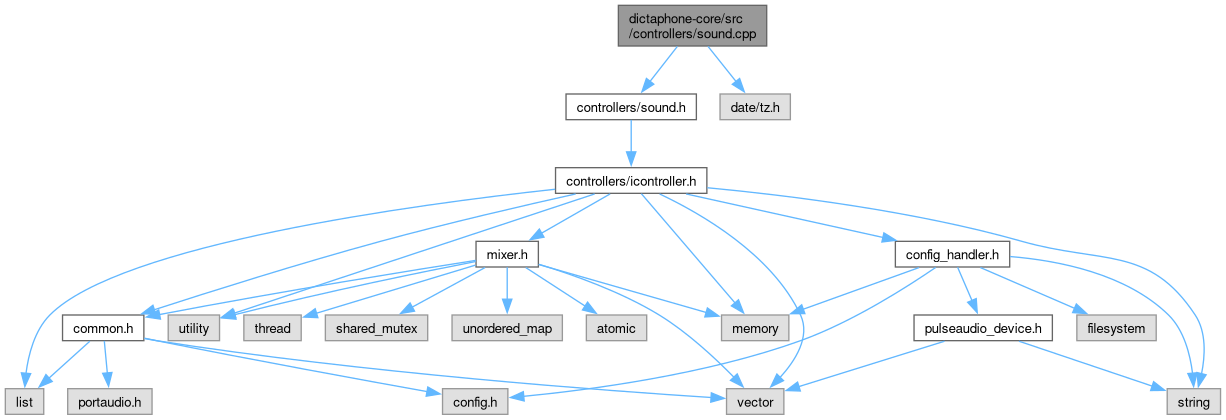 dictaphone-core/src
/controllers/sound.cpp
controllers/sound.h
date/tz.h
controllers/icontroller.h
mixer.h
config_handler.h
common.h
utility
thread
shared_mutex
unordered_map
atomic
memory
pulseaudio_device.h
filesystem
list
portaudio.h
config.h
vector
string